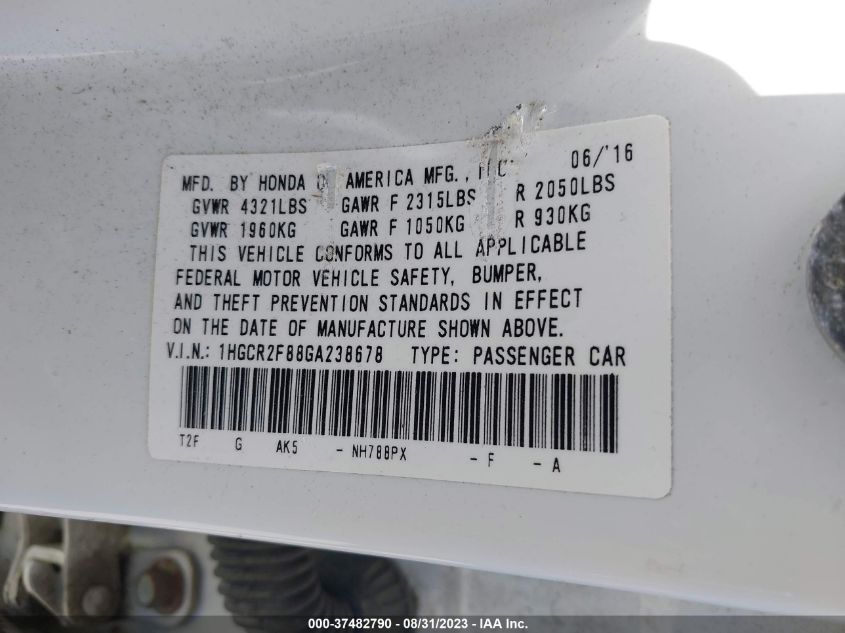 06/'16
MFD. BY HONDA OF AMERICA MFG., INC.
GVWR 4321LBS GAWR F 2315LBS R 2050LBS
GVWR 1960KG GAWR F 1050KG R 930KG
THIS VEHICLE CONFORMS TO ALL APPLICABLE
FEDERAL MOTOR VEHICLE SAFETY, BUMPER,
AND THEFT PREVENTION STANDARDS IN EFFECT
ON THE DATE OF MANUFACTURE SHOWN ABOVE.
V.I.N.: 1HGCR2F88GA238678 TYPE: PASSENGER CAR
T2F G AK5 - NH788PX - F - A
000-37482790 - 08/31/2023 - IAA Inc.